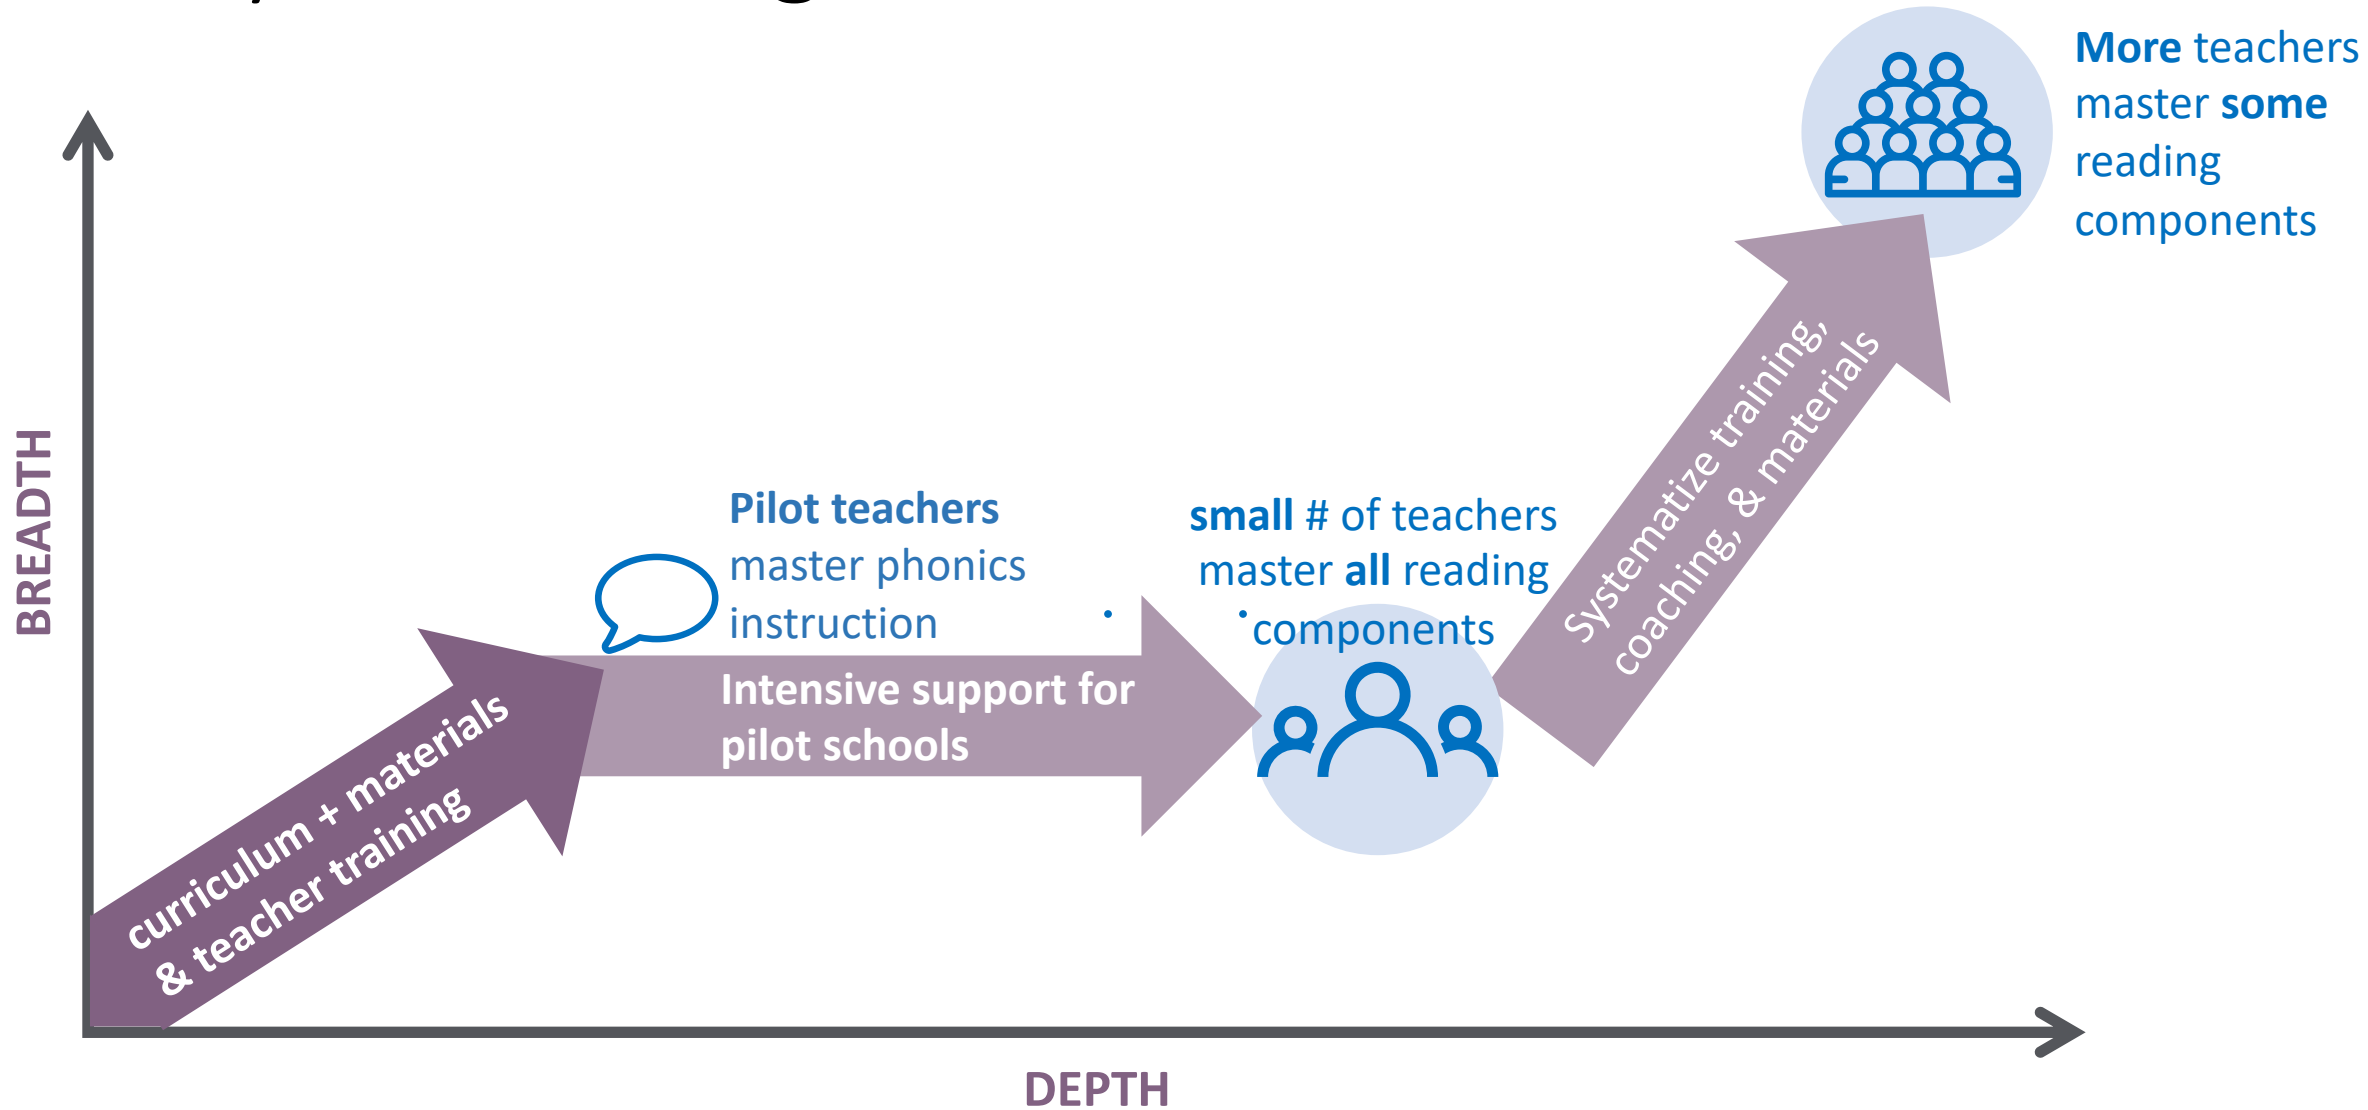 More teachers
master some
reading
components
BREADTH
Pilot teachers
master phonics
instruction
small # of teachers
master all reading
components
Systematize training,
coaching, & materials
Intensive support for
pilot schools
curriculum + materials
& teacher training
DEPTH